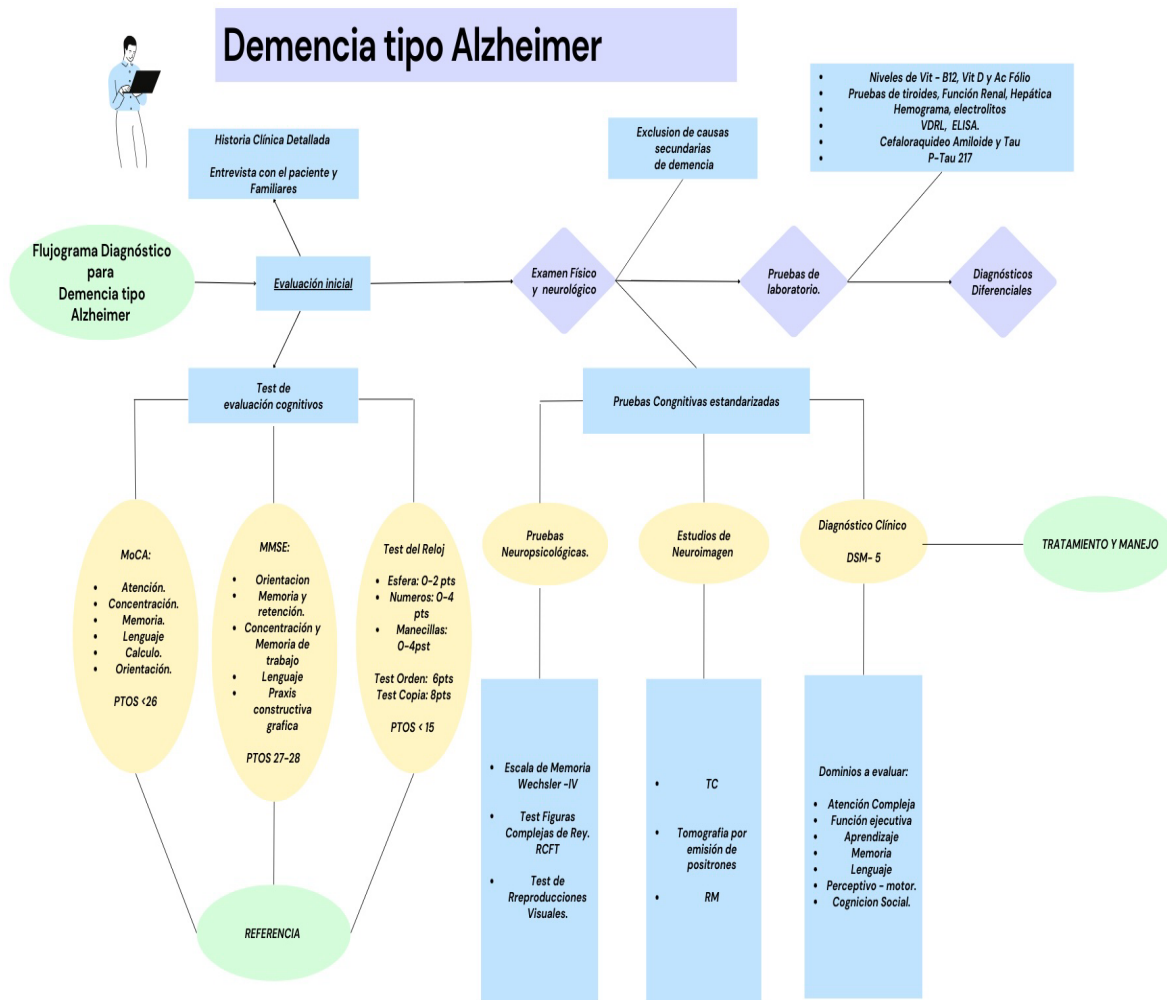 Demencia tipo Alzheimer
Niveles de Vit - B12, Vit D y Ac Fólio
Pruebas de tiroides, Función Renal, Hepática
Hemograma, electrolitos
VDRL, ELISA.
Cefaloraquideo Amiloide y Tau
P-Tau 217
Historia Clínica Detallada
Entrevista con el paciente y
Familiares
Exclusion de causas
secundarias
de demencia
Flujograma Diagnóstico
para
Demencia tipo
Alzheimer
Evaluación inicial
Examen Físico
y neurológico
Pruebas de
laboratorio.
Diagnósticos
Diferenciales
Test de
evaluación cognitivos
Pruebas Congnitivas estandarizadas
MoCA:
Atención.
Concentración.
Memoria.
Lenguaje
Calculo.
Orientación.
PTOS <26
MMSE:
Orientacion
Memoria y
retención.
Concentración y
Memoria de
trabajo
Lenguaje
Praxis
constructiva
grafica
PTOS 27-28
Test del Reloj
Esfera: 0-2 pts
Numeros: 0-4
pts
Manecillas:
0-4pst
Test Orden: 6pts
Test Copia: 8pts
PTOS < 15
Pruebas
Neuropsicológicas.
Estudios de
Neuroimagen
Diagnóstico Clínico
DSM- 5
TRATAMIENTO Y MANEJO
Escala de Memoria
Wechsler -IV
Test Figuras
Complejas de Rey.
RCFT
Test de
Rreproducciones
Visuales.
TC
Tomografia por
emisión de
positrones
RM
Dominios a evaluar:
Atención Compleja
Función ejecutiva
Aprendizaje
Memoria
Lenguaje
Perceptivo - motor.
Cognicion Social.
REFERENCIA